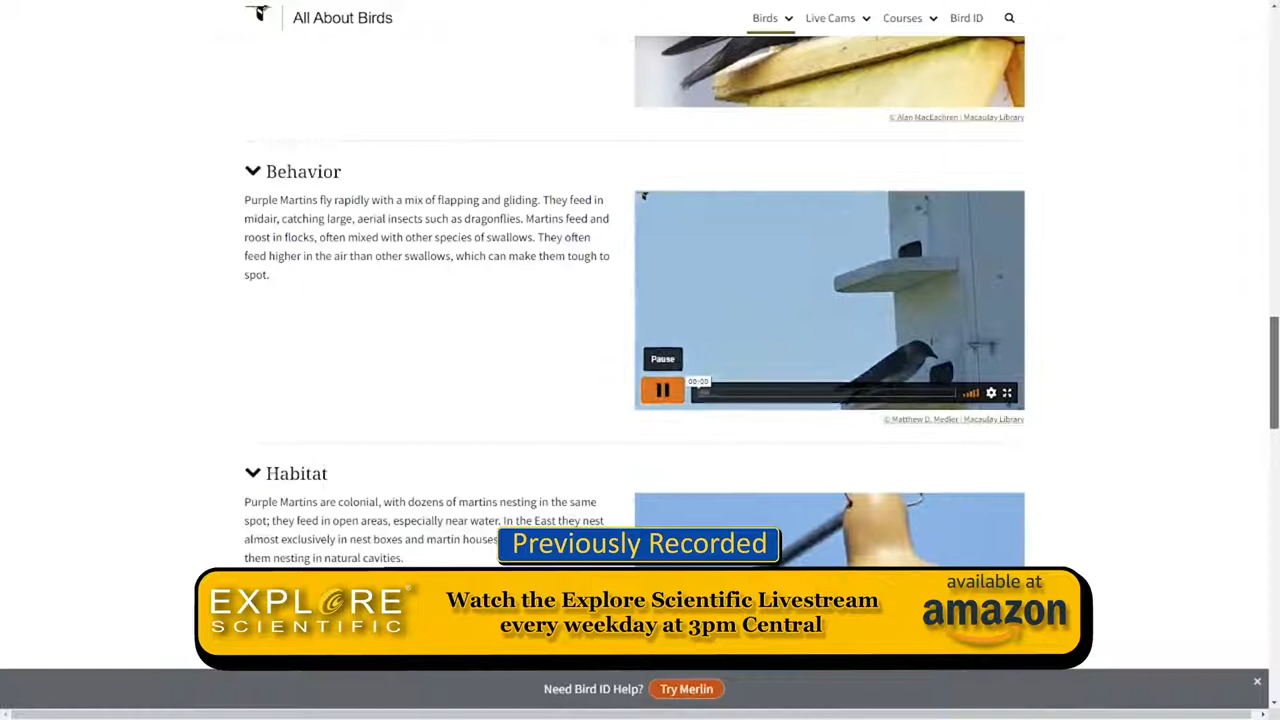 All About Birds
Birds
Live Cams
Courses
Bird ID
© Alan MacEachren | Macaulay Library
Behavior
Purple Martins fly rapidly with a mix of flapping and gliding. They feed in
midair, catching large, aerial insects such as dragonflies. Martins feed and
roost in flocks, often mixed with other species of swallows. They often
feed higher in the air than other swallows, which can make them tough to
spot.
Pause
© Matthew D. Medler | Macaulay Library
Habitat
Purple Martins are colonial, with dozens of martins nesting in the same
spot; they feed in open areas, especially near water. In the East they nest
almost exclusively in nest boxes and martin houses
them nesting in natural cavities.
Previously Recorded
EXPLORE
SCIENTIFIC
Watch the Explore Scientific Livestream
every weekday at 3pm Central
available at
amazon
Need Bird ID Help?
Try Merlin